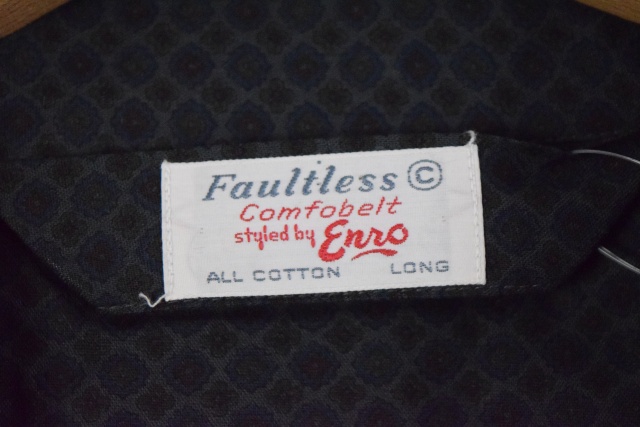 Faultless ©
Comfobelt
styled by Enro
ALL COTTON LONG